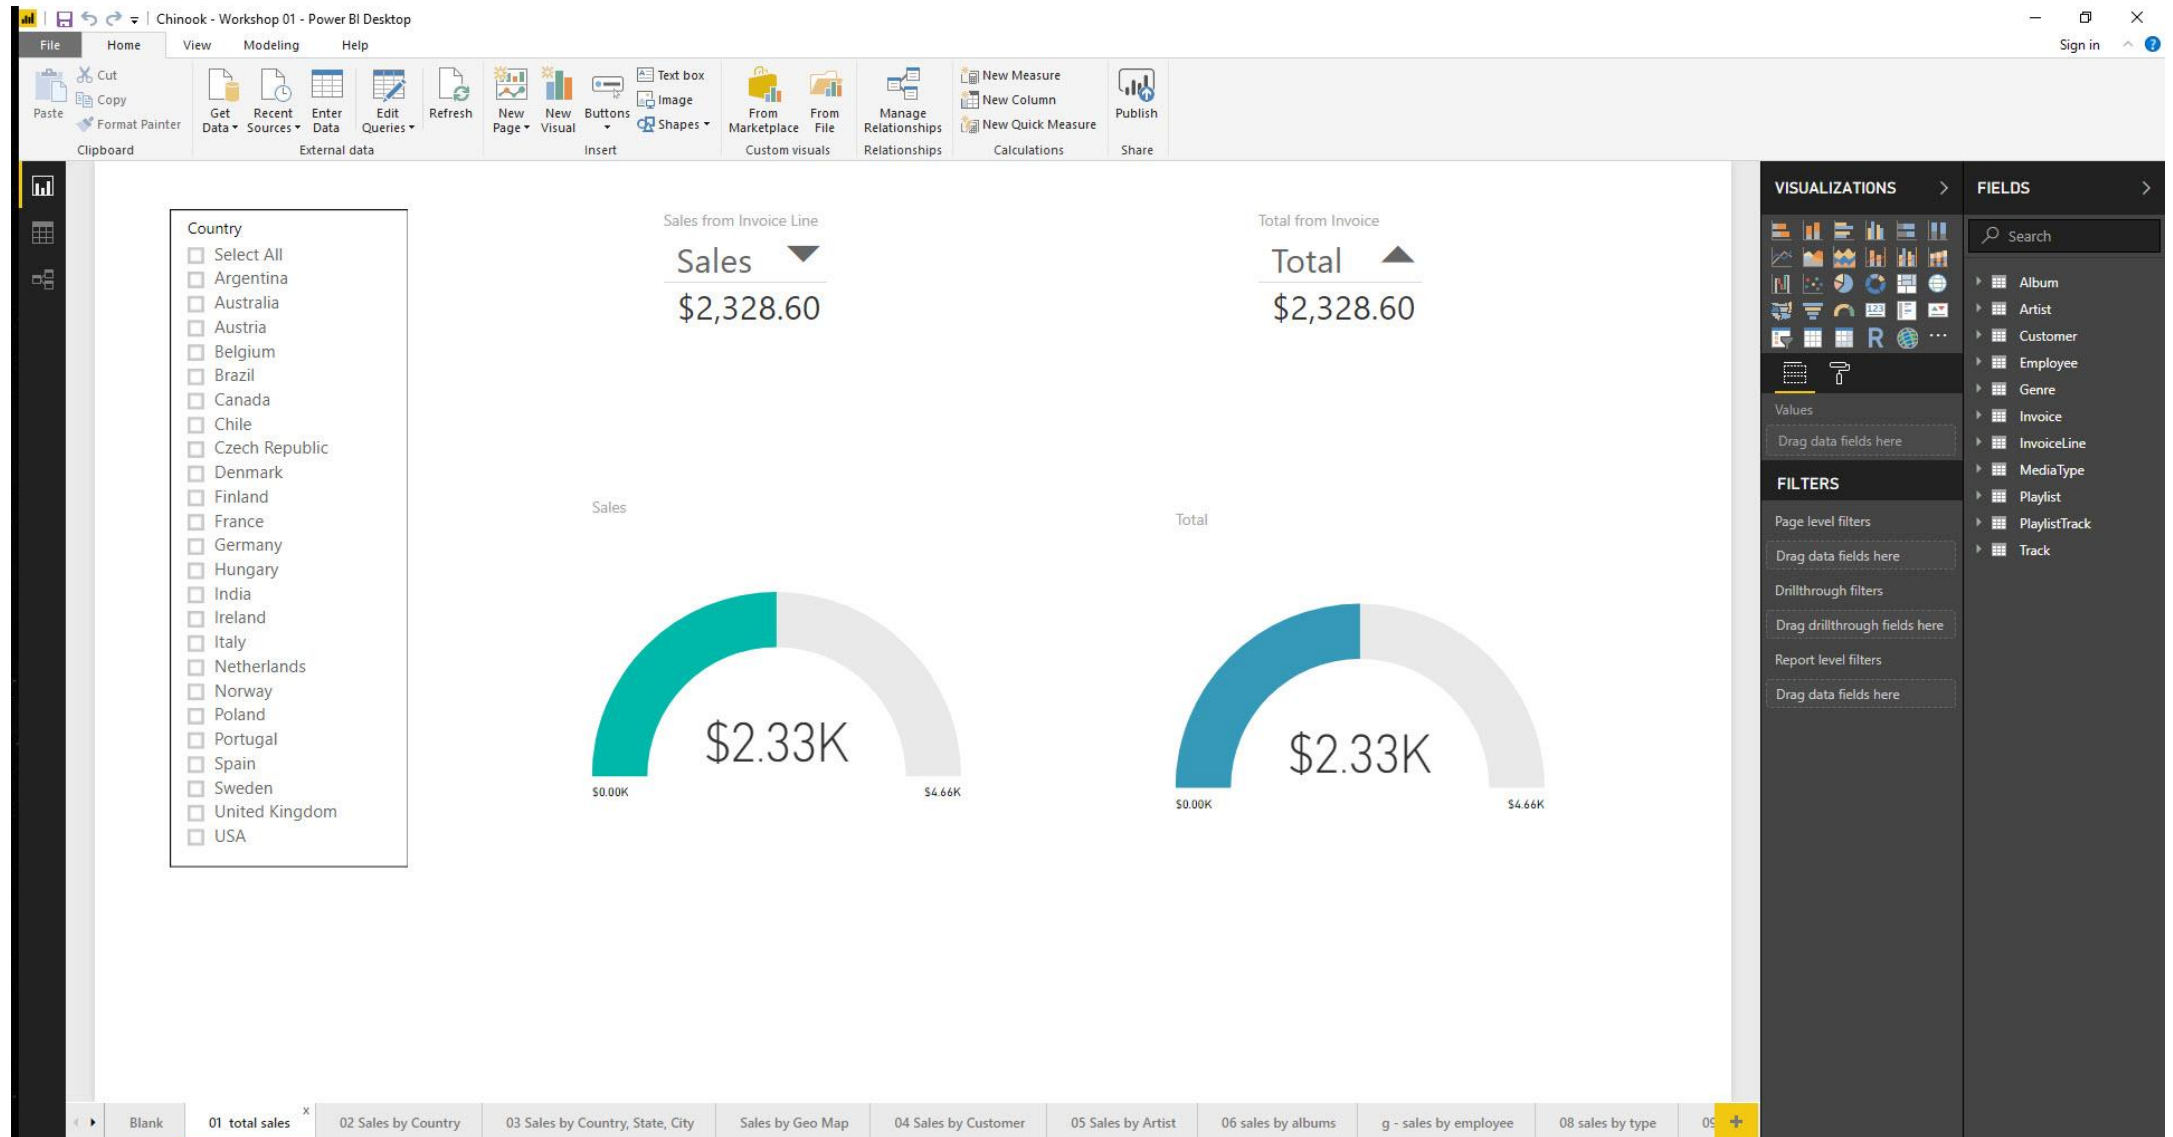 Chinook - Workshop 01 - Power BI Desktop
File Home View Modeling Help Sign in
Paste
Cut
Copy
Format Painter
Clipboard
Get Data
Recent Sources
Enter Data
Edit Queries
Refresh
External data
New Page
New Visual
Buttons
Text box
Image
Shapes
Insert
From Marketplace
From File
Custom visuals
Manage Relationships
Relationships
New Measure
New Column
New Quick Measure
Calculations
Publish
Share
Country
Select All
Argentina
Australia
Austria
Belgium
Brazil
Canada
Chile
Czech Republic
Denmark
Finland
France
Germany
Hungary
India
Ireland
Italy
Netherlands
Norway
Poland
Portugal
Spain
Sweden
United Kingdom
USA
Sales from Invoice Line
Sales
$2,328.60
Total from Invoice
Total
$2,328.60
Sales
$2.33K
$0.00K $4.66K
Total
$2.33K
$0.00K $4.66K
VISUALIZATIONS
123
R
Values
Drag data fields here
FILTERS
Page level filters
Drag data fields here
Drillthrough filters
Drag drillthrough fields here
Report level filters
Drag data fields here
FIELDS
Search
Album
Artist
Customer
Employee
Genre
Invoice
InvoiceLine
MediaType
Playlist
PlaylistTrack
Track
Blank 01 total sales x 02 Sales by Country 03 Sales by Country, State, City Sales by Geo Map 04 Sales by Customer 05 Sales by Artist 06 sales by albums g - sales by employee 08 sales by type